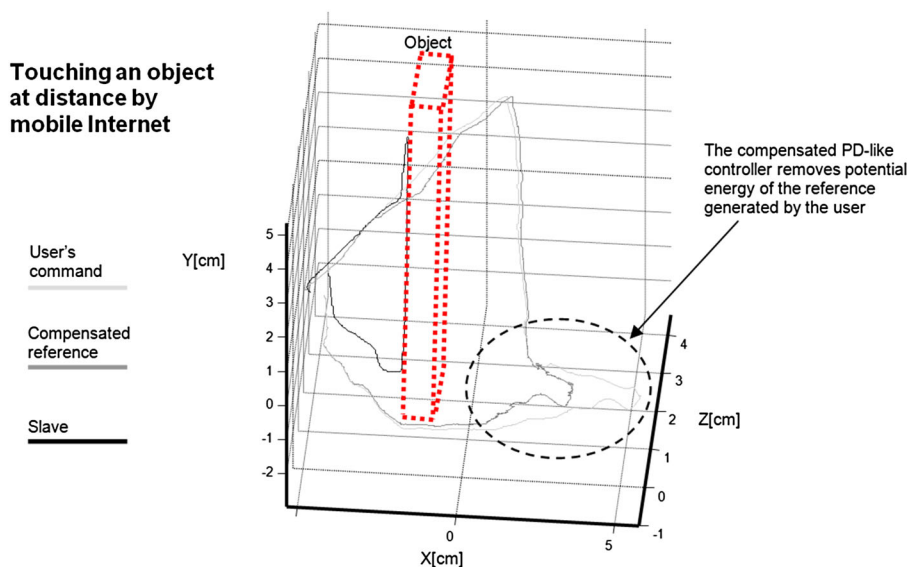 Touching an object
at distance by
mobile Internet
Object
The compensated PD-like
controller removes potential
energy of the reference
generated by the user
User's
command
Compensated
reference
Slave
Y[cm]
5
4
3
2
1
0
-1
-2
4
3
2
1
0
-1
Z[cm]
0
5
X[cm]